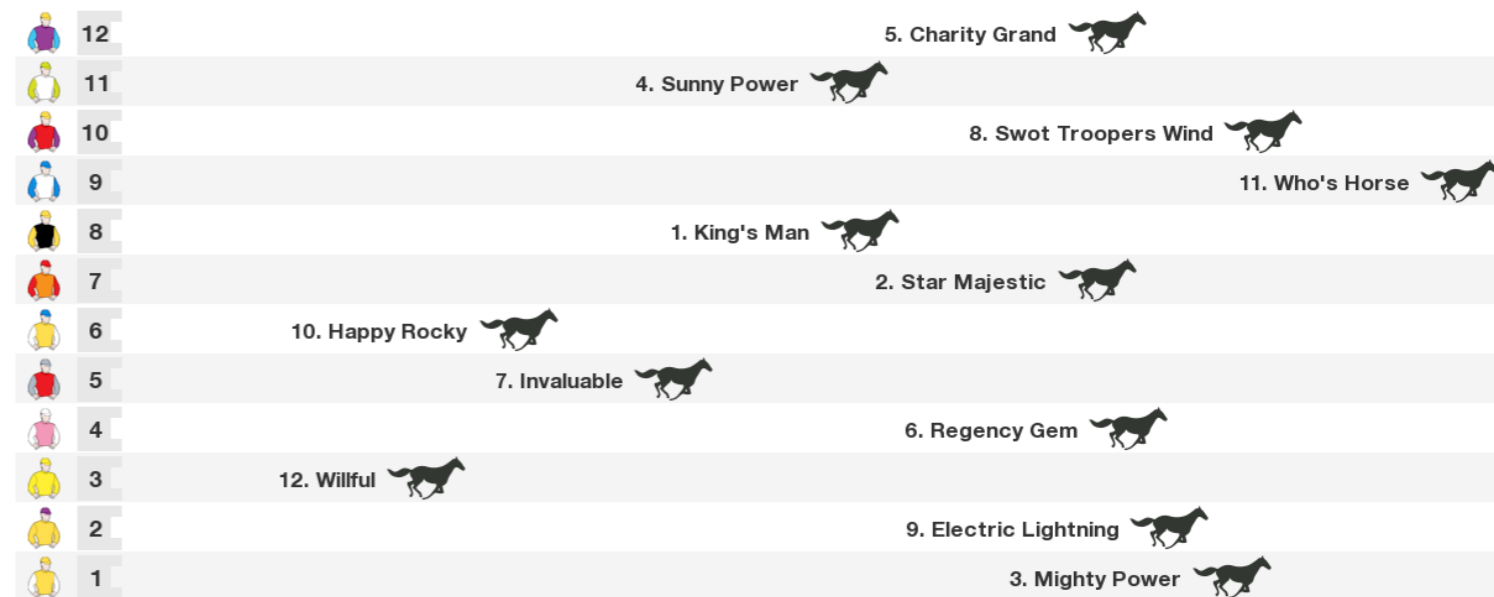 12 5. Charity Grand
11 4. Sunny Power
10 8. Swot Troopers Wind
9 11. Who's Horse
8 1. King's Man
7 2. Star Majestic
6 10. Happy Rocky
5 7. Invaluable
4 6. Regency Gem
3 12. Willful
2 9. Electric Lightning
1 3. Mighty Power